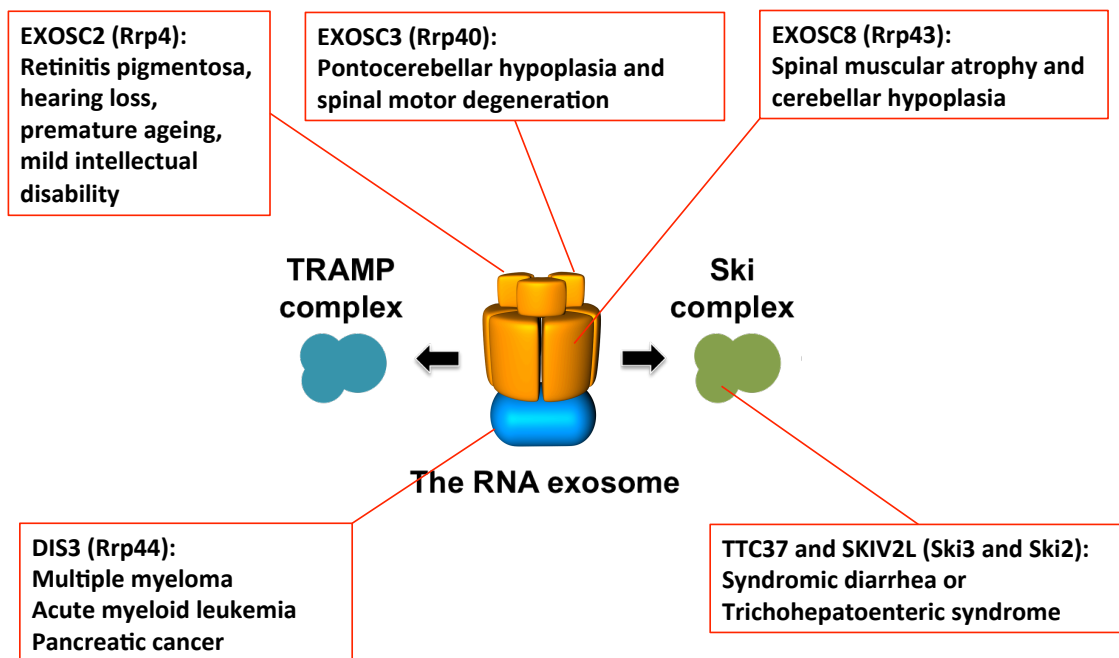 EXOSC2 (Rrp4):
Retinitis pigmentosa,
hearing loss,
premature ageing,
mild intellectual
disability
EXOSC3 (Rrp40):
Pontocerebellar hypoplasia and
spinal motor degeneration
EXOSC8 (Rrp43):
Spinal muscular atrophy and
cerebellar hypoplasia
TRAMP
complex
Ski
complex
The RNA exosome
DIS3 (Rrp44):
Multiple myeloma
Acute myeloid leukemia
Pancreatic cancer
TTC37 and SKIV2L (Ski3 and Ski2):
Syndromic diarrhea or
Trichohepatoenteric syndrome